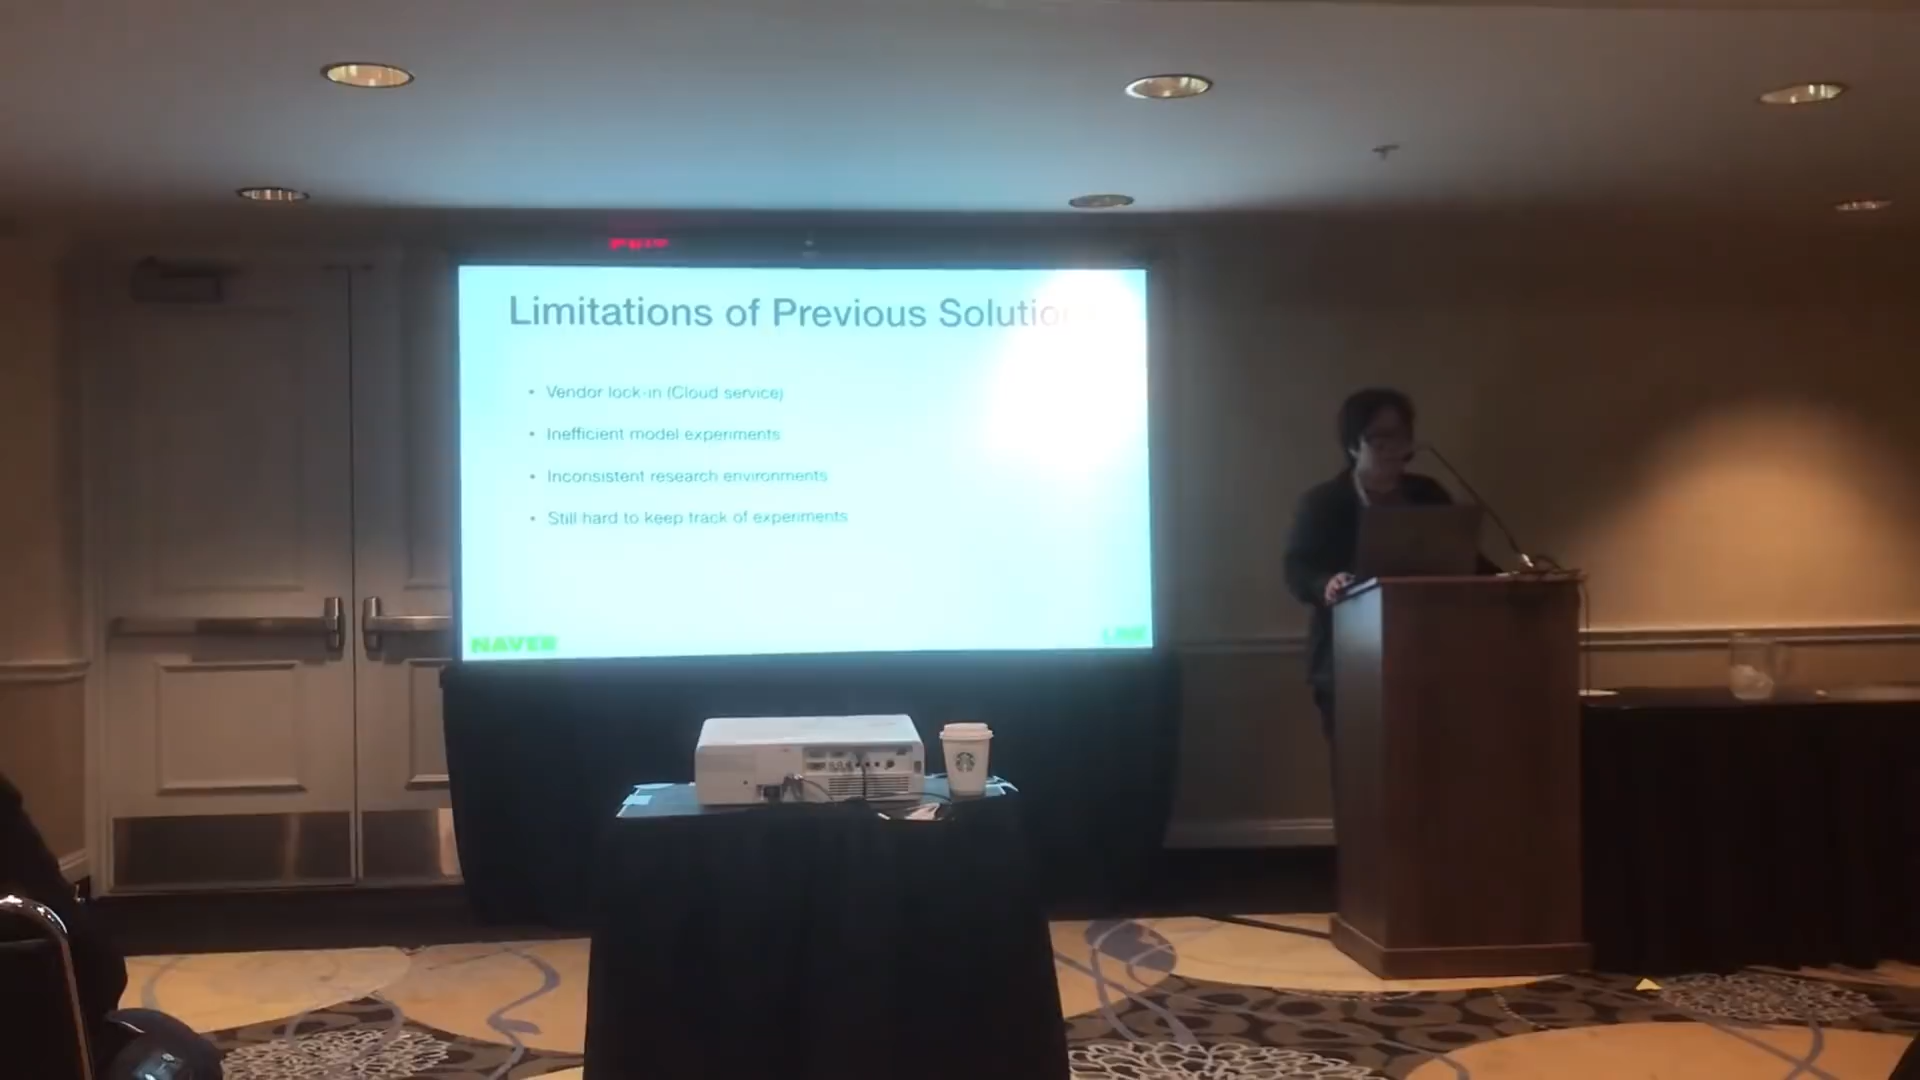 Limitations of Previous Solution
• Vendor lock-in (Cloud service)
• Inefficient model experiments
• Inconsistent research environments
• Still hard to keep track of experiments
NAVER
LINE